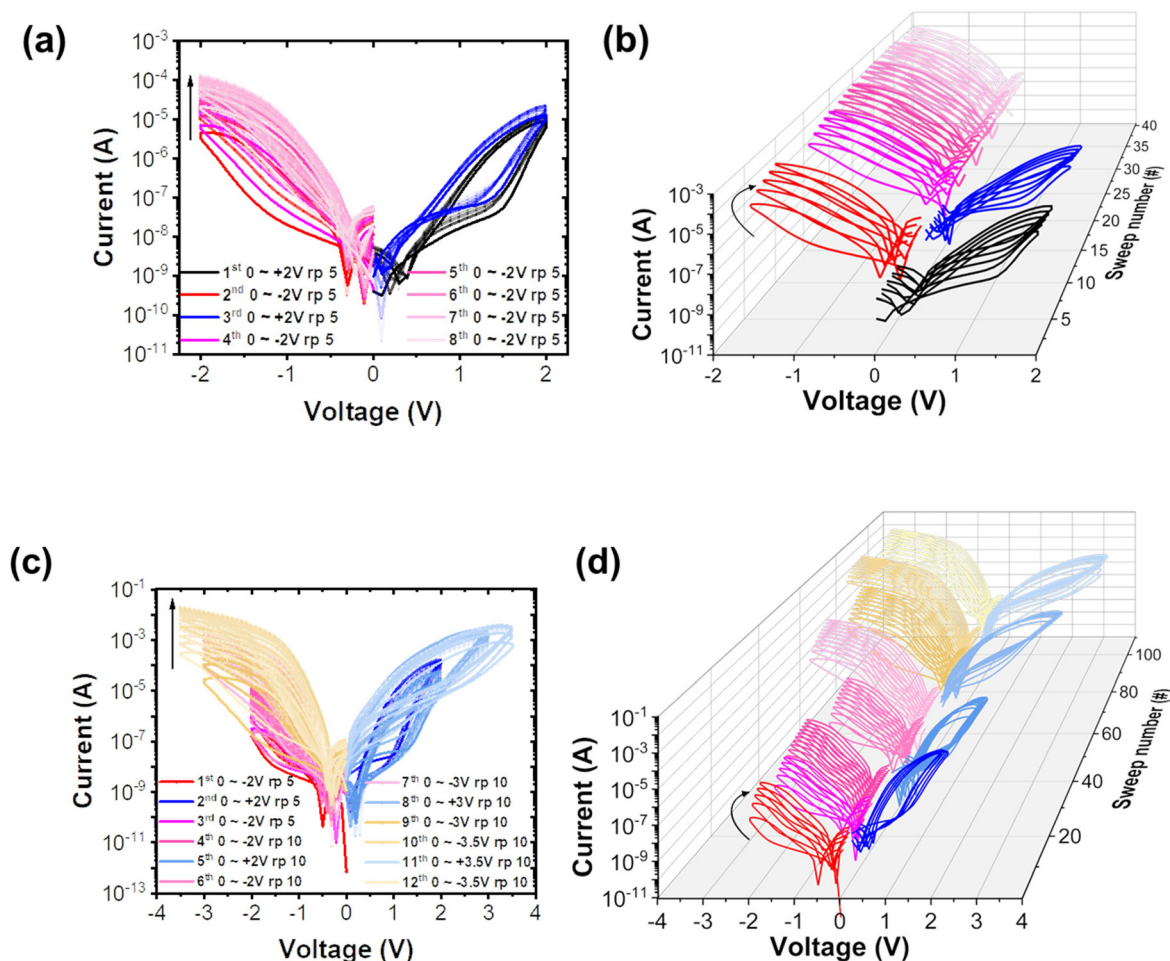 (a)
10⁻³
10⁻⁴
10⁻⁵
10⁻⁶
10⁻⁷
10⁻⁸
10⁻⁹
10⁻¹⁰
10⁻¹¹
Current (A)
1ˢᵗ 0 ~ +2V rp 5
2ⁿᵈ 0 ~ -2V rp 5
3ʳᵈ 0 ~ +2V rp 5
4ᵗʰ 0 ~ -2V rp 5
5ᵗʰ 0 ~ -2V rp 5
6ᵗʰ 0 ~ -2V rp 5
7ᵗʰ 0 ~ -2V rp 5
8ᵗʰ 0 ~ -2V rp 5
-2 -1 0 1 2
Voltage (V)
(b)
10⁻³
10⁻⁵
10⁻⁷
10⁻⁹
10⁻¹¹
Current (A)
-2 0 1 2
Voltage (V)
5
10
15
20
25
30
35
40
Sweep number (#)
(c)
10⁻¹
10⁻³
10⁻⁵
10⁻⁷
10⁻⁹
10⁻¹¹
10⁻¹³
Current (A)
1ˢᵗ 0 ~ -2V rp 5
2ⁿᵈ 0 ~ +2V rp 5
3ʳᵈ 0 ~ -2V rp 5
4ᵗʰ 0 ~ -2V rp 10
5ᵗʰ 0 ~ +2V rp 10
6ᵗʰ 0 ~ -2V rp 10
7ᵗʰ 0 ~ -3V rp 10
8ᵗʰ 0 ~ +3V rp 10
9ᵗʰ 0 ~ -3V rp 10
10ᵗʰ 0 ~ -3.5V rp 10
11ᵗʰ 0 ~ +3.5V rp 10
12ᵗʰ 0 ~ -3.5V rp 10
-4 -3 -2 -1 0 1 2 3 4
Voltage (V)
(d)
10⁻¹
10⁻³
10⁻⁵
10⁻⁷
10⁻⁹
10⁻¹¹
Current (A)
-4 -3 -2 -1 0 1 2 3 4
Voltage (V)
20
40
60
80
100
Sweep number (#)